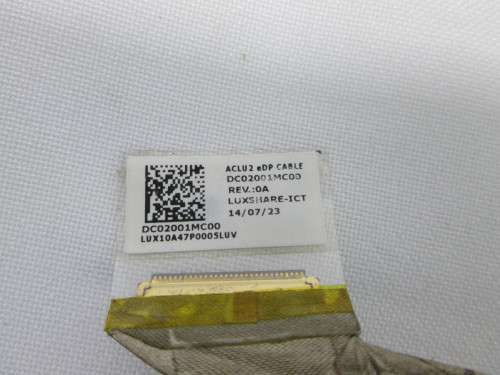 ACLU2 eDP CABLE
DC02001MC00
REV.:0A
LUXSHARE-ICT
14/07/23
DC02001MC00
LUX10A47P0005LUV